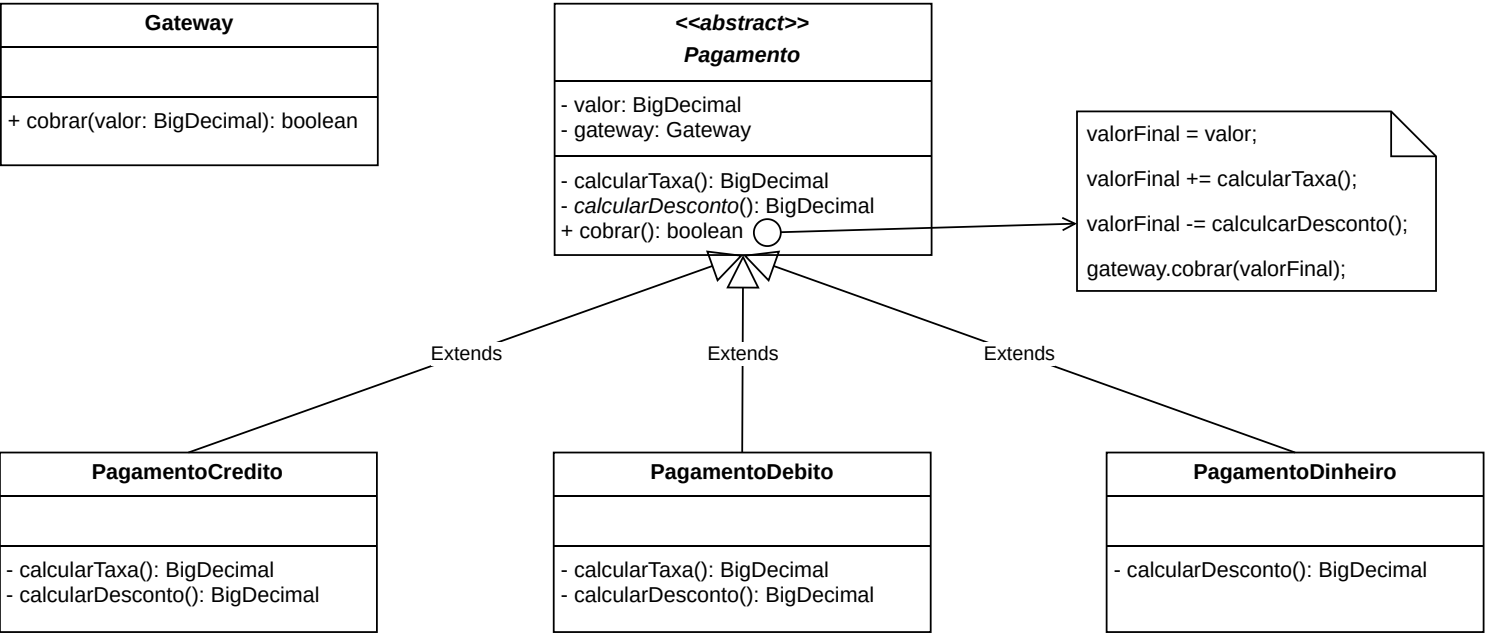 Gateway
+ cobrar(valor: BigDecimal): boolean
<<abstract>>
Pagamento
- valor: BigDecimal
- gateway: Gateway
- calcularTaxa(): BigDecimal
- calcularDesconto(): BigDecimal
+ cobrar(): boolean
valorFinal = valor;
valorFinal += calcularTaxa();
valorFinal -= calculcarDesconto();
gateway.cobrar(valorFinal);
Extends
Extends
Extends
PagamentoCredito
- calcularTaxa(): BigDecimal
- calcularDesconto(): BigDecimal
PagamentoDebito
- calcularTaxa(): BigDecimal
- calcularDesconto(): BigDecimal
PagamentoDinheiro
- calcularDesconto(): BigDecimal